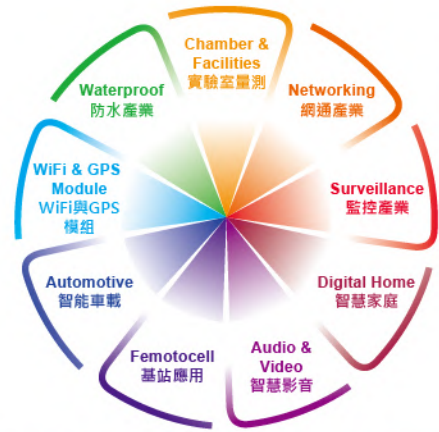 Chamber &
Facilities
實驗室量測
Networking
網通產業
Surveillance
監控產業
Digital Home
智慧家庭
Audio &
Video
智慧影音
Femotocell
基站應用
Automotive
智能車載
WiFi & GPS
Module
WiFi與GPS
模组
Waterproof
防水產業